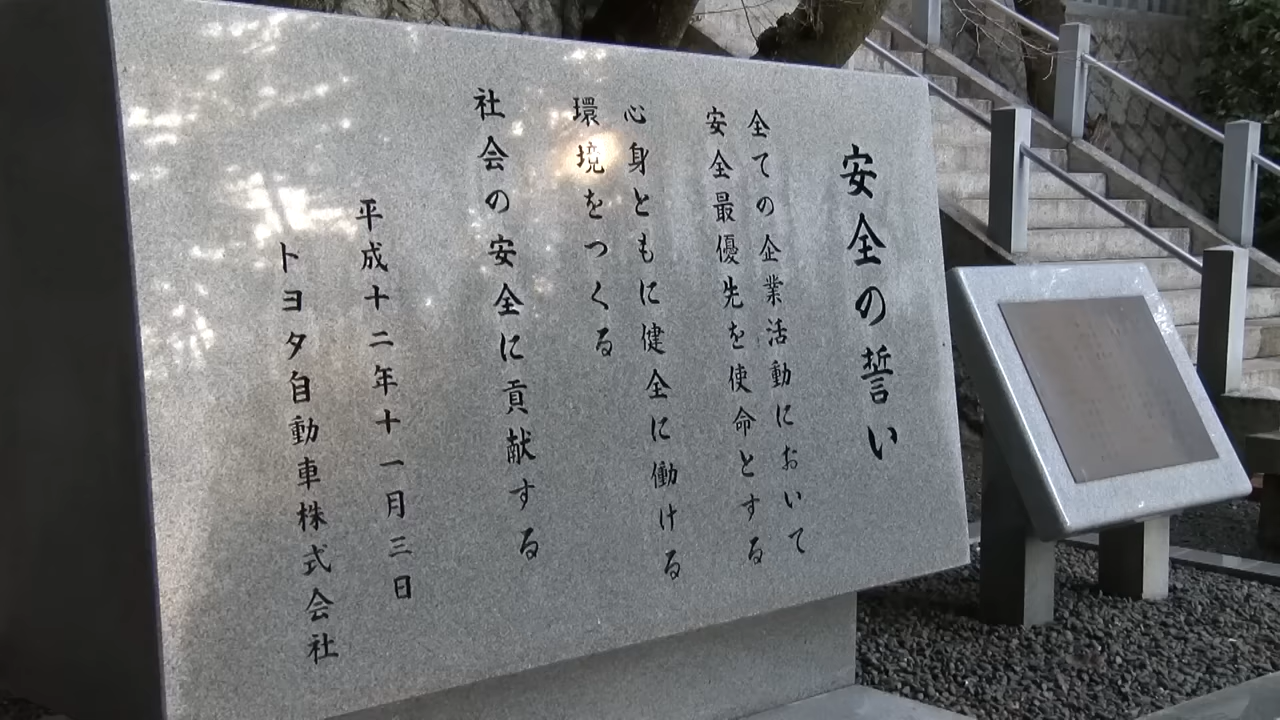 安全の誓い
全ての企業活動において
安全最優先を使命とする
心身ともに健全に働ける
環境をつくる
社会の安全に貢献する
平成十二年十一月三日
トヨタ自動車株式会社